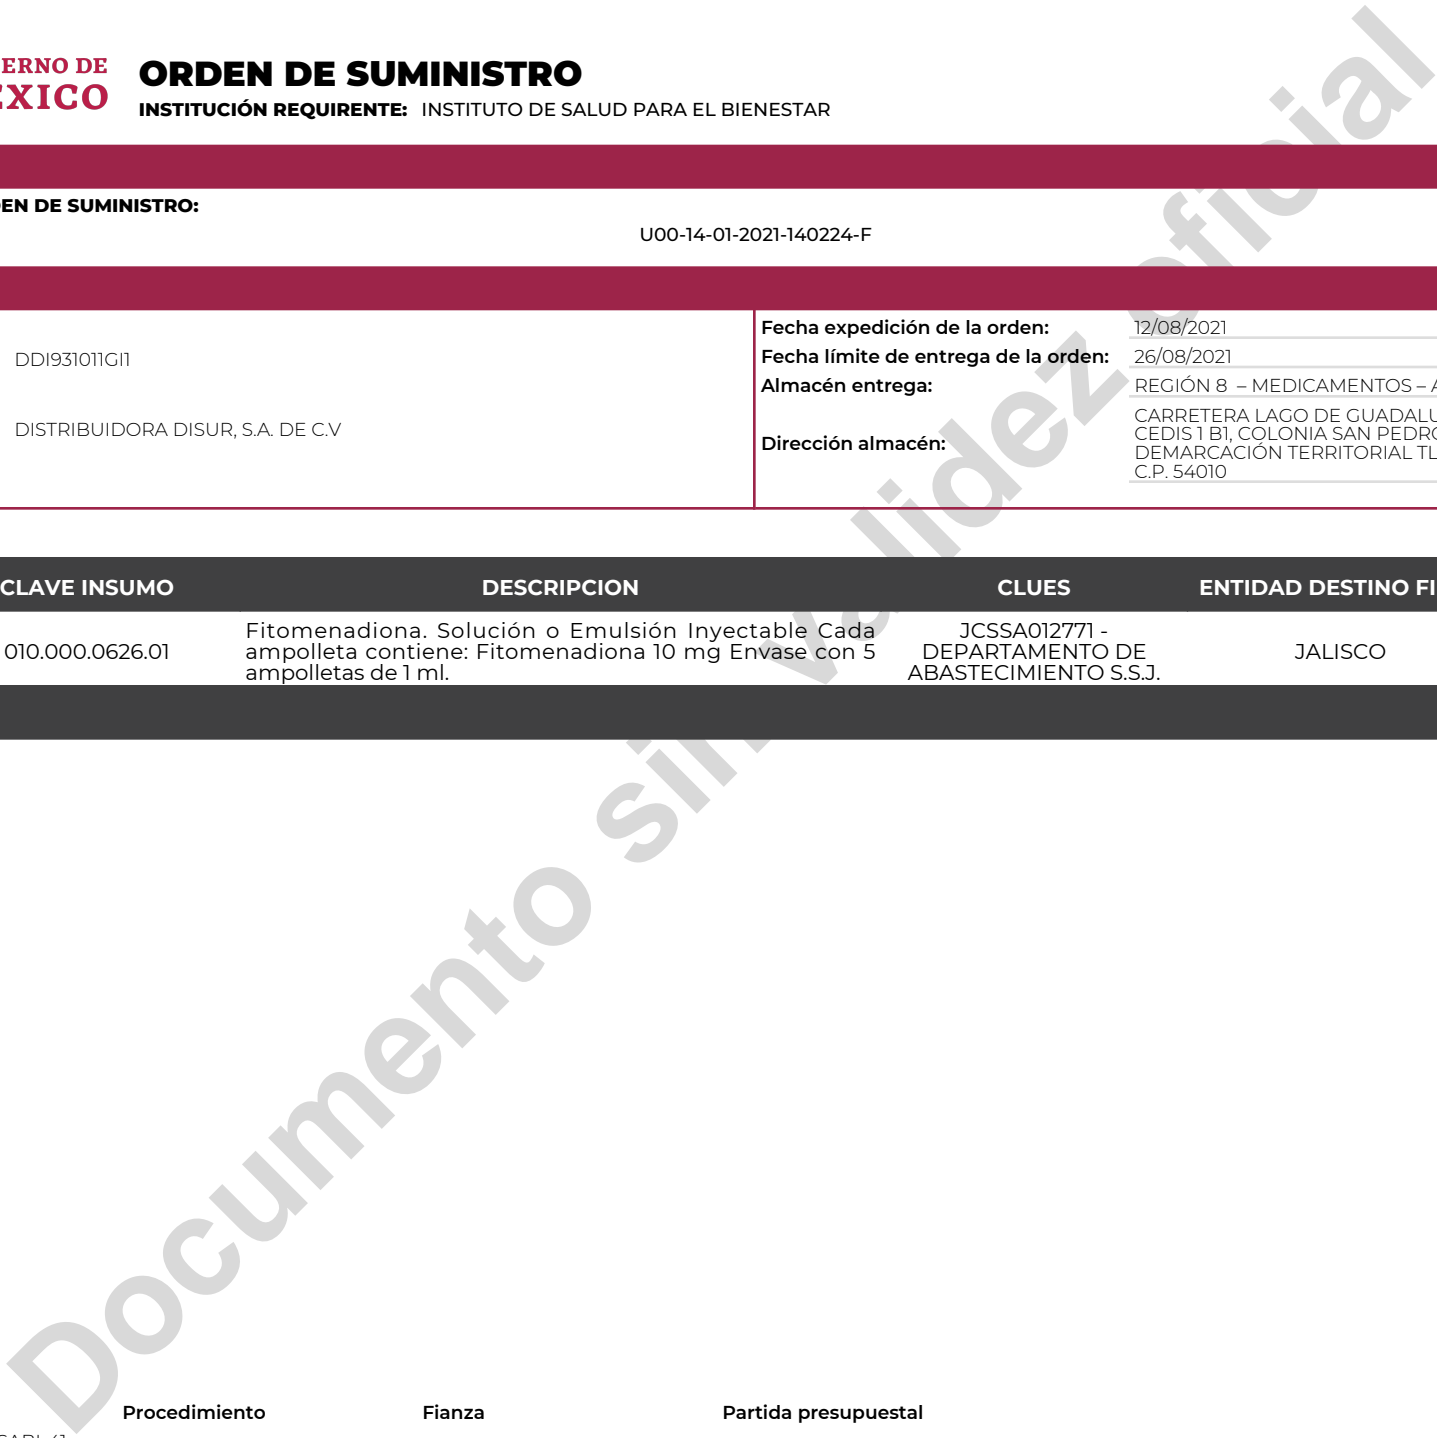 ERNO DE
ÉXICO
ORDEN DE SUMINISTRO
INSTITUCIÓN REQUIRENTE: INSTITUTO DE SALUD PARA EL BIENESTAR
EN DE SUMINISTRO:
U00-14-01-2021-140224-F
DDI931011GI1
DISTRIBUIDORA DISUR, S.A. DE C.V
Fecha expedición de la orden: 12/08/2021
Fecha límite de entrega de la orden: 26/08/2021
Almacén entrega: REGIÓN 8 – MEDICAMENTOS – A
Dirección almacén:
CARRETERA LAGO DE GUADALU
CEDIS 1 B1, COLONIA SAN PEDRO
DEMARCACIÓN TERRITORIAL TL
C.P. 54010
CLAVE INSUMO DESCRIPCION CLUES ENTIDAD DESTINO FI
010.000.0626.01
Fitomenadiona. Solución o Emulsión Inyectable Cada
ampolleta contiene: Fitomenadiona 10 mg Envase con 5
ampolletas de 1 ml.
JCSSA012771 -
DEPARTAMENTO DE
ABASTECIMIENTO S.S.J.
JALISCO
Documento sin validez oficial
Procedimiento Fianza Partida presupuestal